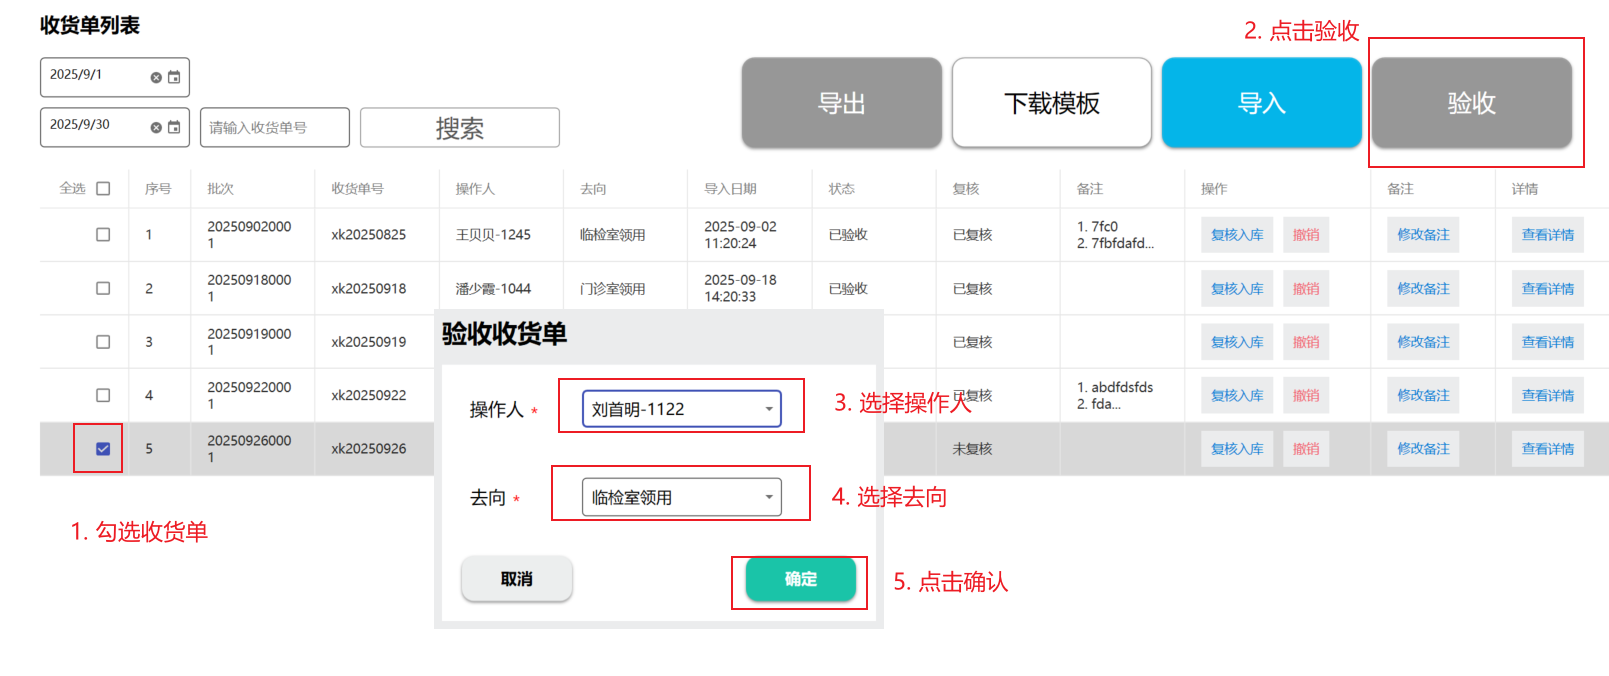 收货单列表
2. 点击验收
2025/9/1
2025/9/30
请输入收货单号
搜索
导出
下载模板
导入
验收
全选 序号 批次 收货单号 操作人 去向 导入日期 状态 复核 备注 操作 备注 详情
1 20250902000 xk20250825 王贝贝-1245 临检室领用 2025-09-02 已验收 已复核 1. 7fc0 复核入库 撤销 修改备注 查看详情
1 11:20:24 2. 7fbfdafd...
2 20250918000 xk20250918 潘少霞-1044 门诊室领用 2025-09-18 已验收 已复核 复核入库 撤销 修改备注 查看详情
1 14:20:33
3 20250919000 xk20250919 已复核 复核入库 撤销 修改备注 查看详情
1
4 20250922000 xk20250922 已复核 1. abdfdsfds 复核入库 撤销 修改备注 查看详情
1 2. fda...
5 20250926000 xk20250926 未复核 复核入库 撤销 修改备注 查看详情
1
验收收货单
操作人 * 刘首明-1122
3. 选择操作人
去向 * 临检室领用
4. 选择去向
1. 勾选收货单
取消
确定
5. 点击确认